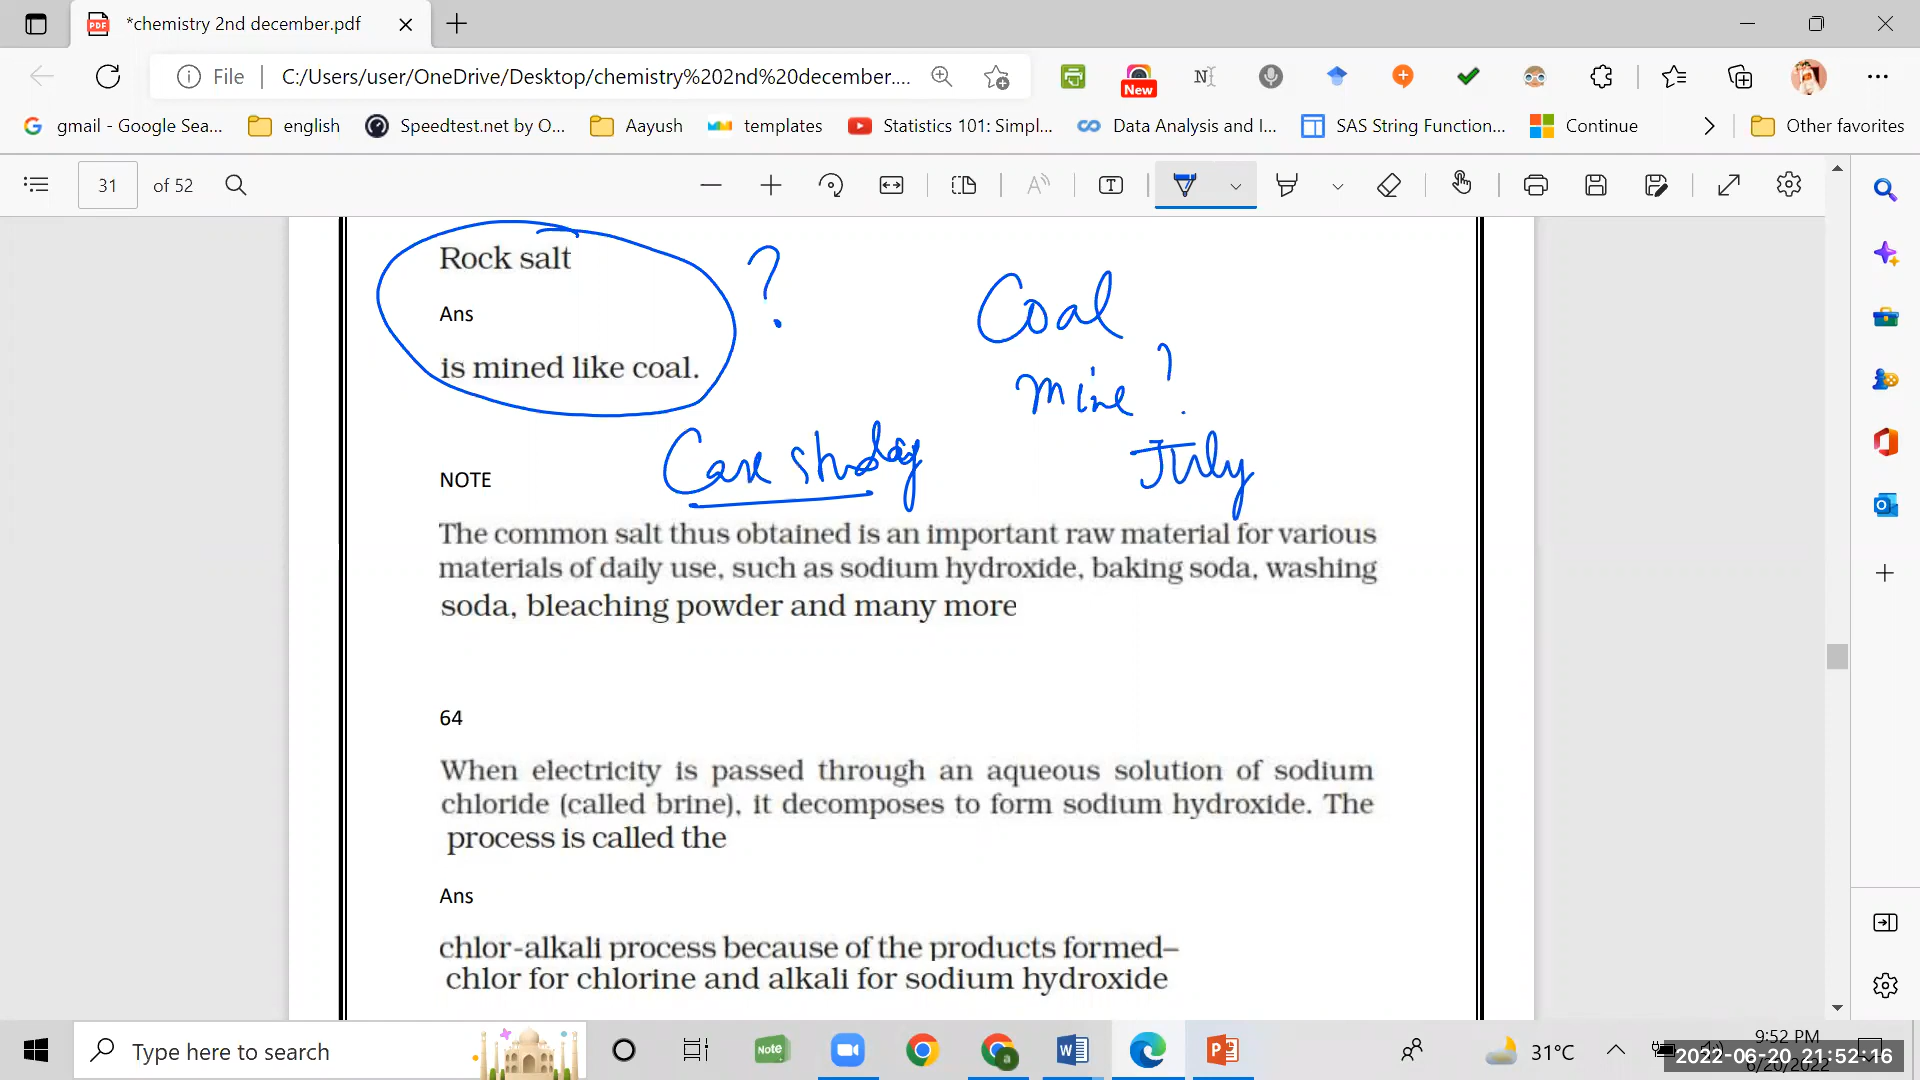 *chemistry 2nd december.pdf
File C:/Users/user/OneDrive/Desktop/chemistry%202nd%20december....
New
gmail - Google Sea... english Speedtest.net by O... Aayush templates Statistics 101: Simpl... Data Analysis and I... SAS String Function... Continue Other favorites
31 of 52
Rock salt ?
Ans
Coal
is mined like coal.
mine ?
Case study
July
NOTE
The common salt thus obtained is an important raw material for various
materials of daily use, such as sodium hydroxide, baking soda, washing
soda, bleaching powder and many more
64
When electricity is passed through an aqueous solution of sodium
chloride (called brine), it decomposes to form sodium hydroxide. The
process is called the
Ans
chlor-alkali process because of the products formed–
chlor for chlorine and alkali for sodium hydroxide
Type here to search
Note
31°C
9:52 PM
6/20/2022
2022-06-20 21:52:16